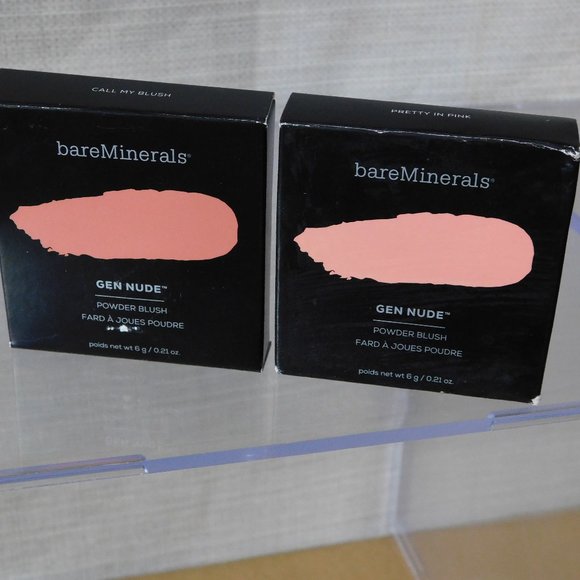 CALL MY BLUSH
bareMinerals®
GEN NUDE™
POWDER BLUSH
FARD À JOUES POUDRE
poids net wt 6 g / 0.21 oz.
PRETTY IN PINK
bareMinerals®
GEN NUDE™
POWDER BLUSH
FARD À JOUES POUDRE
poids net wt 6 g / 0.21 oz.